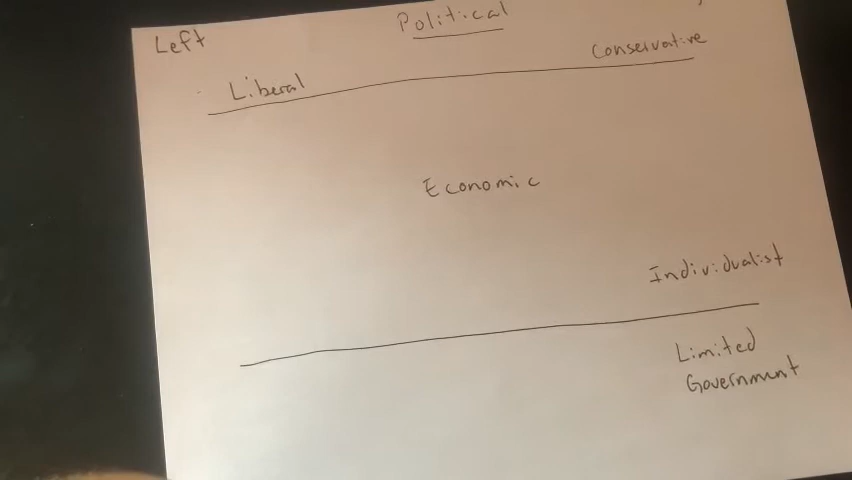 Political
Left
Conservative
Liberal
Economic
Individualist
Limited
Government